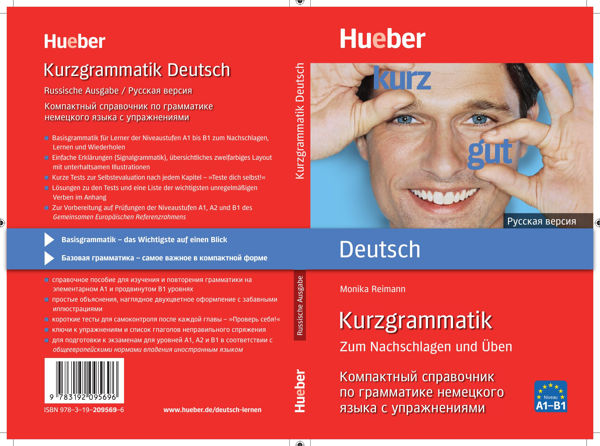 Hueber
Kurzgrammatik Deutsch
Russische Ausgabe / Русская версия
Компактный справочник по грамматике
немецкого языка с упражнениями
Basisgrammatik für Lerner der Niveaustufen A1 bis B1 zum Nachschlagen,
Lernen und Wiederholen
Einfache Erklärungen (Signalgrammatik), übersichtliches zweifarbiges Layout
mit unterhaltsamen Illustrationen
Kurze Tests zur Selbstevaluation nach jedem Kapitel – »Teste dich selbst!«
Lösungen zu den Tests und eine Liste der wichtigsten unregelmäßigen
Verben im Anhang
Zur Vorbereitung auf Prüfungen der Niveaustufen A1, A2 und B1 des
Gemeinsamen Europäischen Referenzrahmens
Basisgrammatik – das Wichtigste auf einen Blick
Базовая грамматика – самое важное в компактной форме
справочное пособие для изучения и повторения грамматики на
элементарном A1 и продвинутом B1 уровнях
простые объяснения, наглядное двухцветное оформление с забавными
иллюстрациями
короткие тесты для самоконтроля после каждой главы – »Проверь себя!«
ключи к упражнениям и список глаголов неправильного спряжения
для подготовки к экзаменам для уровней A1, A2 и B1 в соответствии с
общеевропейскими нормами владения иностранным языком
9 783192 095696
ISBN 978-3-19-209569-6
www.hueber.de/deutsch-lernen
Kurzgrammatik Deutsch
Russische Ausgabe
Hueber
Hueber
kurz
gut
Русская версия
Deutsch
Monika Reimann
Kurzgrammatik
Zum Nachschlagen und Üben
Компактный справочник
по грамматике немецкого
языка с упражнениями
Niveau
A1–B1